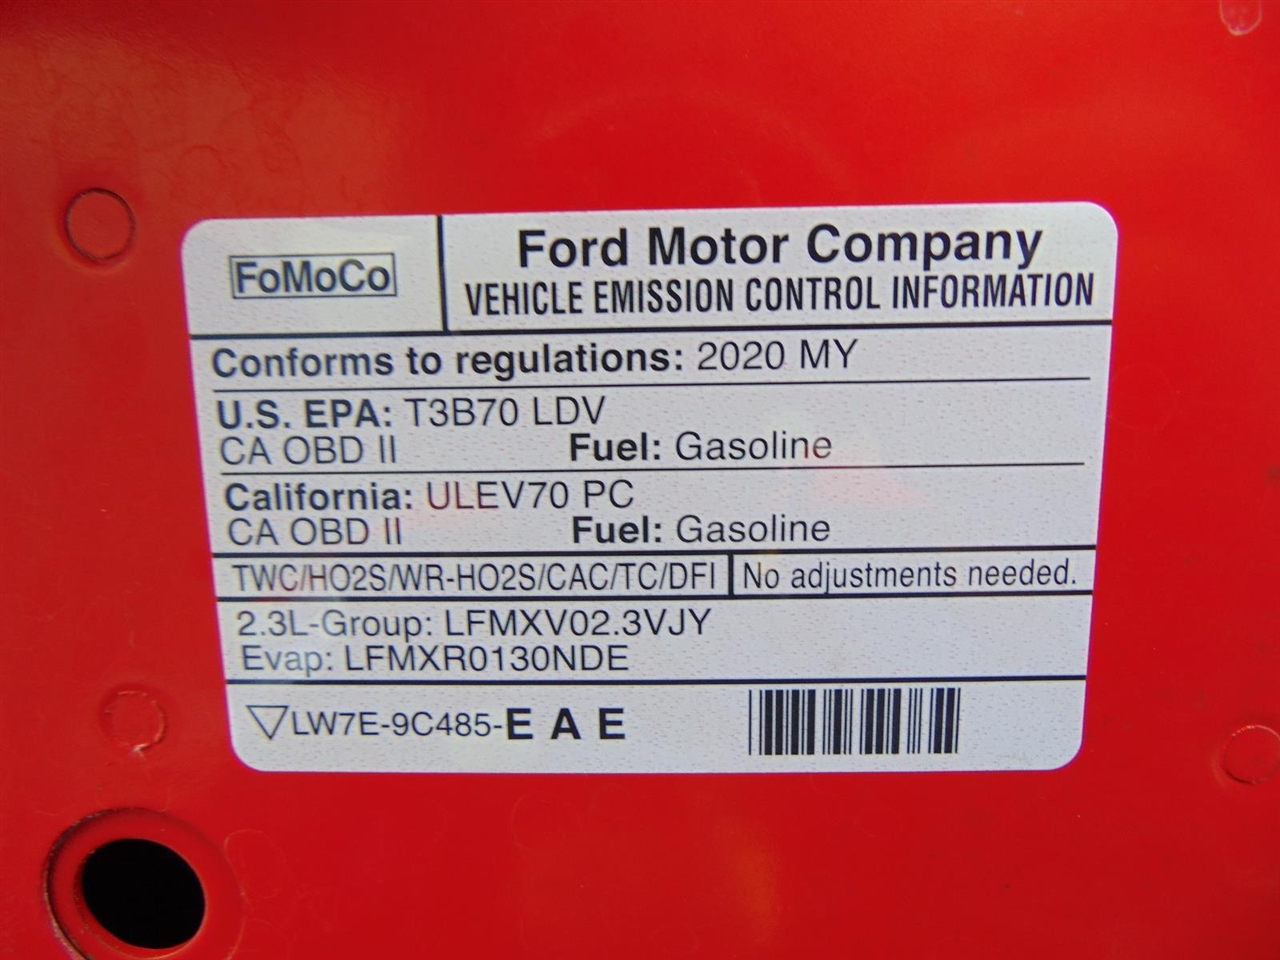 FoMoCo
Ford Motor Company
VEHICLE EMISSION CONTROL INFORMATION
Conforms to regulations: 2020 MY
U.S. EPA: T3B70 LDV
CA OBD II Fuel: Gasoline
California: ULEV70 PC
CA OBD II Fuel: Gasoline
TWC/HO2S/WR-HO2S/CAC/TC/DFI No adjustments needed.
2.3L-Group: LFMXV02.3VJY
Evap: LFMXR0130NDE
▽LW7E-9C485-E A E